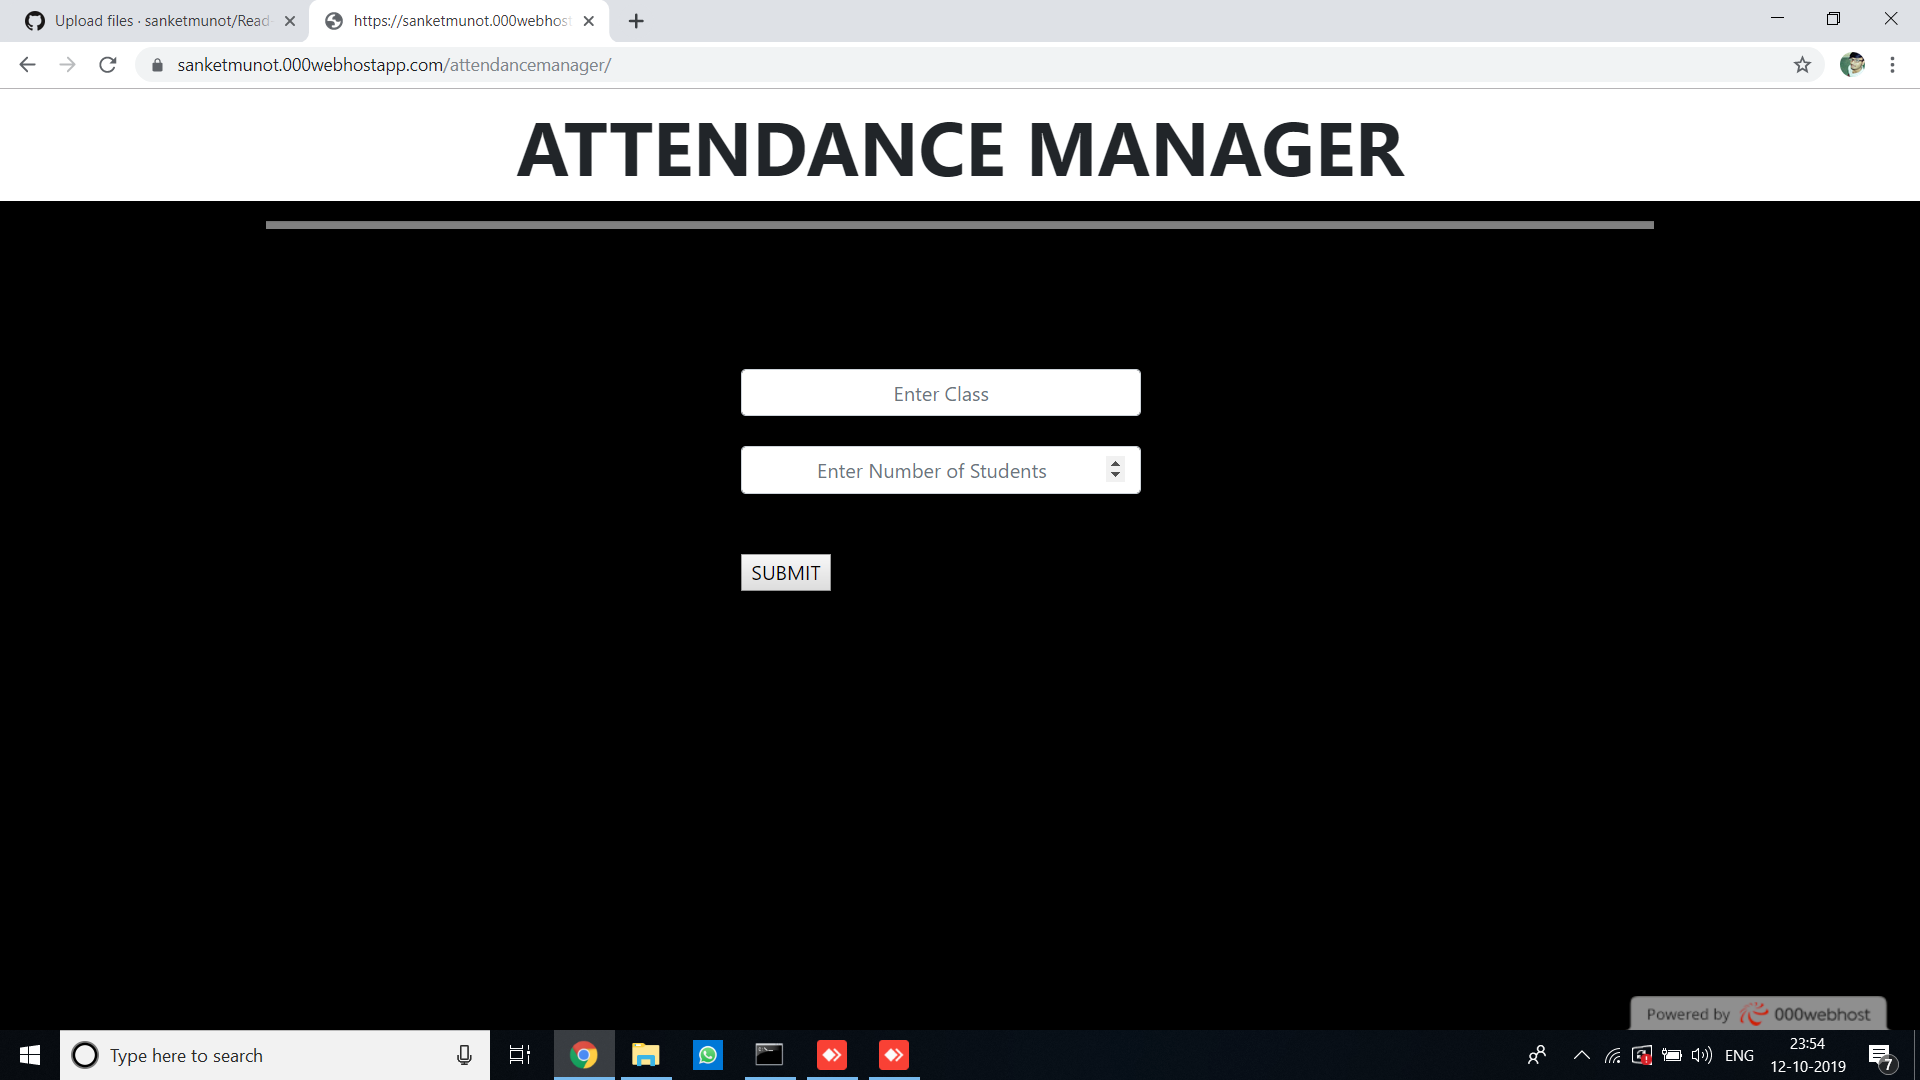 Upload files · sanketmunot/Read
https://sanketmunot.000webhost
sanketmunot.000webhostapp.com/attendancemanager/
ATTENDANCE MANAGER
Enter Class
Enter Number of Students
SUBMIT
Powered by 000webhost
Type here to search
ENG
23:54
12-10-2019
7